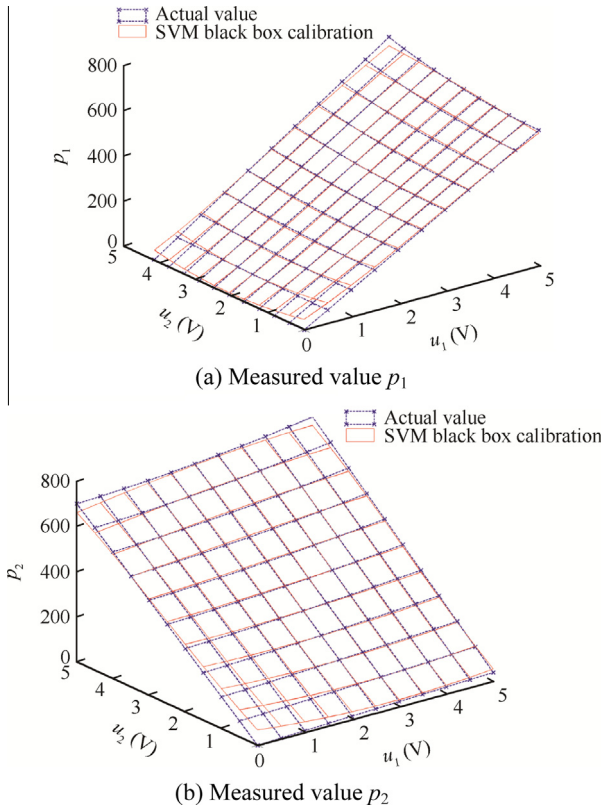 Actual value
SVM black box calibration
800
600
400
200
0
p1
5
4
3
2
1
0
u2 (V)
1
2
3
4
5
u1 (V)
(a) Measured value p1
Actual value
SVM black box calibration
800
600
400
200
0
p2
5
4
3
2
1
0
u2 (V)
1
2
3
4
5
u1 (V)
(b) Measured value p2